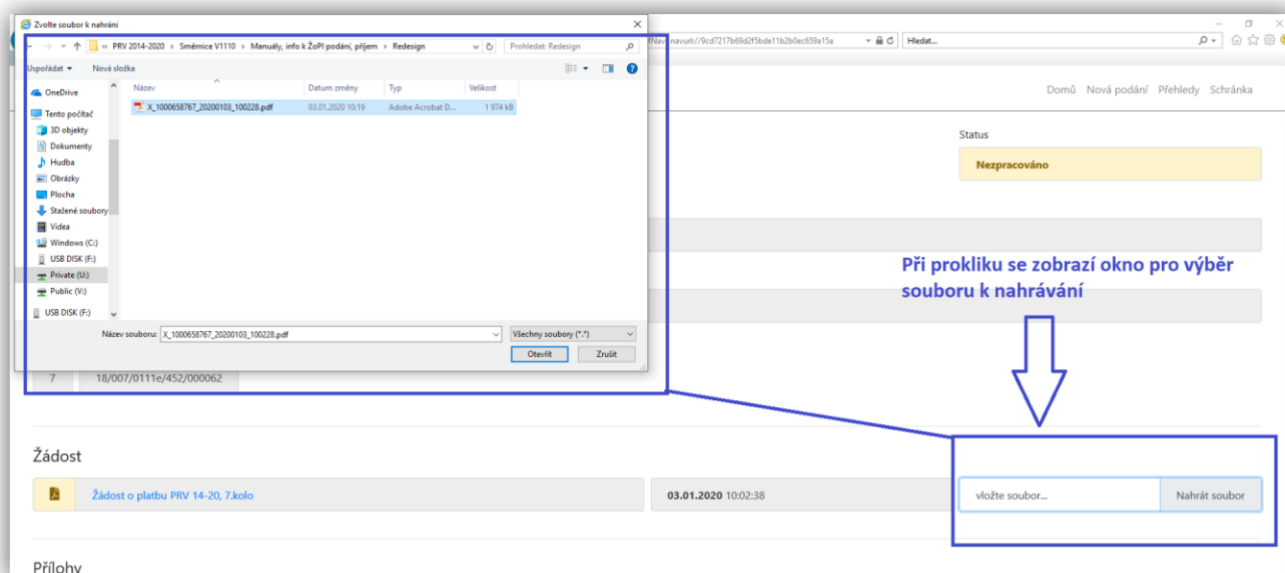 Zvolte soubor k nahrání
PRV 2014-2020 › Směrnice V1110 › Manuály, info k ŽoPI podání, příjem › Redesign
Prohledat: Redesign
Uspořádat
Nová složka
Název
Datum změny
Typ
Velikost
X_1000658767_20200103_100228.pdf
03.01.2020 10:19
Adobe Acrobat D...
1 974 kB
OneDrive
Tento počítač
3D objekty
Dokumenty
Hudba
Obrázky
Plocha
Stažené soubory
Videa
Windows (C:)
USB DISK (F:)
Private (U:)
Public (V:)
USB DISK (F:)
Název souboru:
X_1000658767_20200103_100228.pdf
Všechny soubory (*.*)
Otevřít
Zrušit
Hledat...
Domů Nová podání Přehledy Schránka
Status
Nezpracováno
Při prokliku se zobrazí okno pro výběr
souboru k nahrávání
7
18/007/0111e/452/000062
Žádost
Žádost o platbu PRV 14-20, 7.kolo
03.01.2020 10:02:38
vložte soubor...
Nahrát soubor
Přílohy